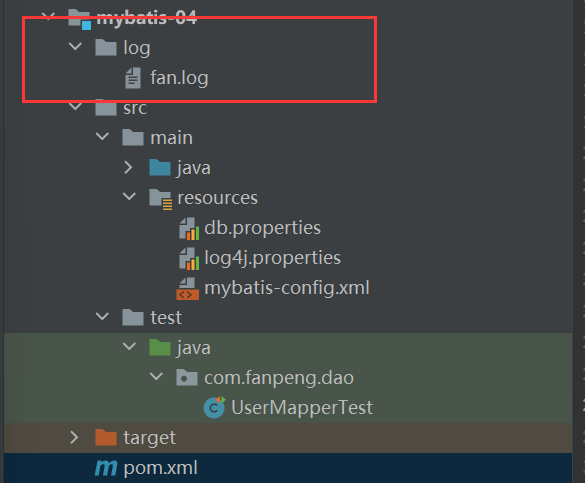 mybatis-04
log
fan.log
src
main
java
resources
db.properties
log4j.properties
mybatis-config.xml
test
java
com.fanpeng.dao
UserMapperTest
target
pom.xml